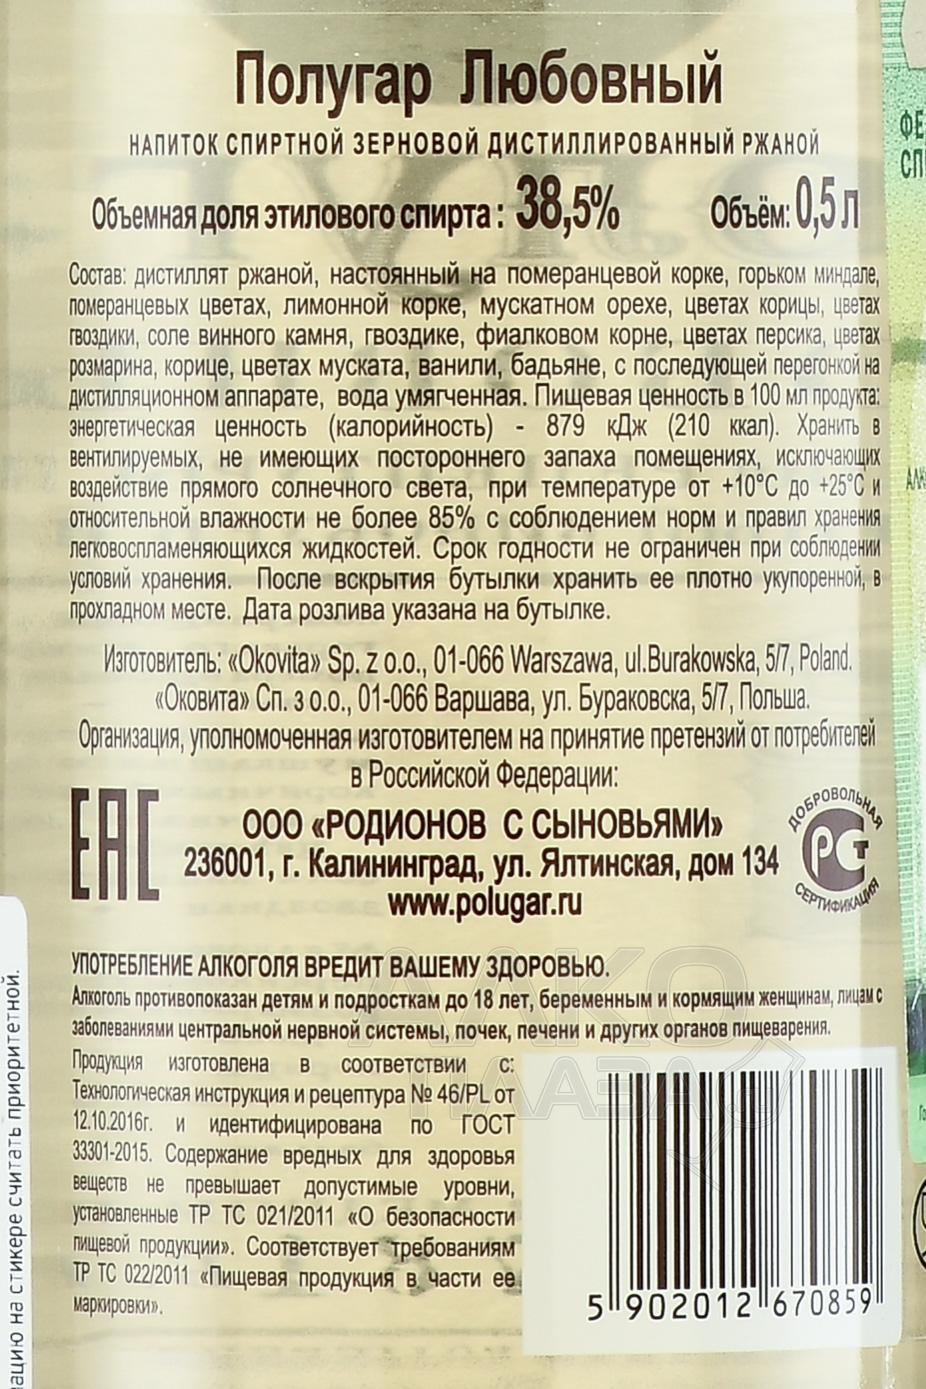 Полугар Любовный
НАПИТОК СПИРТНОЙ ЗЕРНОВОЙ ДИСТИЛЛИРОВАННЫЙ РЖАНОЙ
Объемная доля этилового спирта: 38,5% Объём: 0,5 л
Состав: дистиллят ржаной, настоянный на померанцевой корке, горьком миндале,
померанцевых цветах, лимонной корке, мускатном орехе, цветах корицы, цветах
гвоздики, соле винного камня, гвоздике, фиалковом корне, цветах персика, цветах
розмарина, корице, цветах муската, ванили, бадьяне, с последующей перегонкой на
дистилляционном аппарате, вода умягченная. Пищевая ценность в 100 мл продукта:
энергетическая ценность (калорийность) - 879 кДж (210 ккал). Хранить в
вентилируемых, не имеющих постороннего запаха помещениях, исключающих
воздействие прямого солнечного света, при температуре от +10°C до +25°C и
относительной влажности не более 85% с соблюдением норм и правил хранения
легковоспламеняющихся жидкостей. Срок годности не ограничен при соблюдении
условий хранения. После вскрытия бутылки хранить ее плотно укупоренной, в
прохладном месте. Дата розлива указана на бутылке.
Изготовитель: «Okovita» Sp. z o.o., 01-066 Warszawa, ul.Burakowska, 5/7, Poland.
«Оковита» Сп. з о.о., 01-066 Варшава, ул. Бураковска, 5/7, Польша.
Организация, уполномоченная изготовителем на принятие претензий от потребителей
в Российской Федерации:
ООО «РОДИОНОВ С СЫНОВЬЯМИ»
236001, г. Калининград, ул. Ялтинская, дом 134
www.polugar.ru
ЕАС
ДОБРОВОЛЬНАЯ
РСТ
СЕРТИФИКАЦИЯ
УПОТРЕБЛЕНИЕ АЛКОГОЛЯ ВРЕДИТ ВАШЕМУ ЗДОРОВЬЮ.
Алкоголь противопоказан детям и подросткам до 18 лет, беременным и кормящим женщинам, лицам с
заболеваниями центральной нервной системы, почек, печени и других органов пищеварения.
Продукция изготовлена в соответствии с:
Технологическая инструкция и рецептура № 46/PL от
12.10.2016г. и идентифицирована по ГОСТ
33301-2015. Содержание вредных для здоровья
веществ не превышает допустимые уровни,
установленные ТР ТС 021/2011 «О безопасности
пищевой продукции». Соответствует требованиям
ТР ТС 022/2011 «Пищевая продукция в части ее
маркировки».
5 902012 670859
АЛКО
ПЛАЗА
на стикере считать приоритетной.